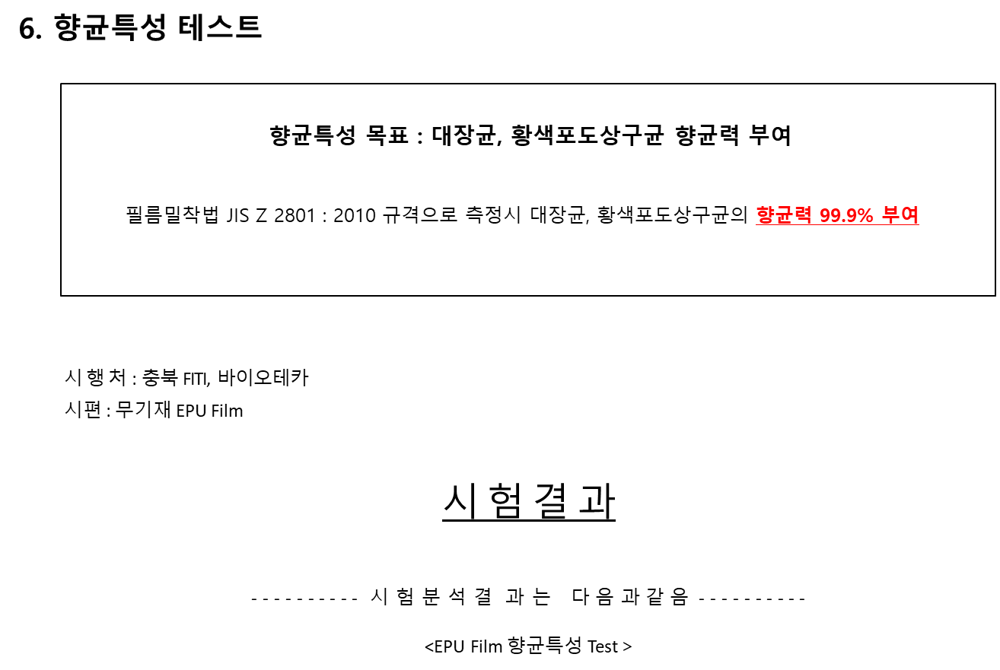 6. 향균특성 테스트
향균특성 목표 : 대장균, 황색포도상구균 향균력 부여
필름밀착법 JIS Z 2801 : 2010 규격으로 측정시 대장균, 황색포도상구균의 향균력 99.9% 부여
시 행 처 : 충북 FITI, 바이오테카
시편 : 무기재 EPU Film
시 험 결 과
- - - - - - - - - - 시 험 분 석 결 과 는 다 음 과 같 음 - - - - - - - - - -
<EPU Film 향균특성 Test >